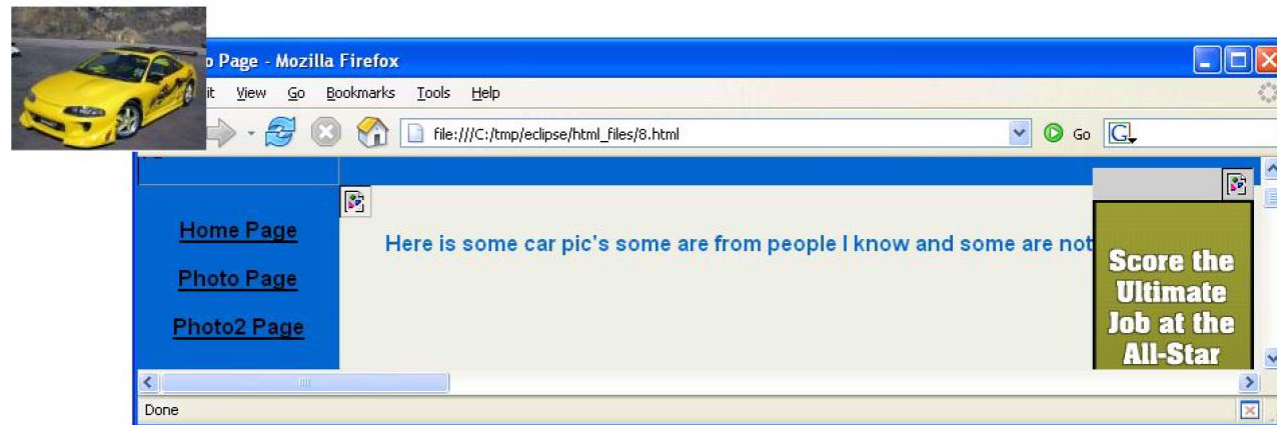 o Page - Mozilla Firefox
it View Go Bookmarks Tools Help
file:///C:/tmp/eclipse/html_files/8.html
Go
G
Home Page
Photo Page
Photo2 Page
Here is some car pic's some are from people I know and some are not
Score the
Ultimate
Job at the
All-Star
Done